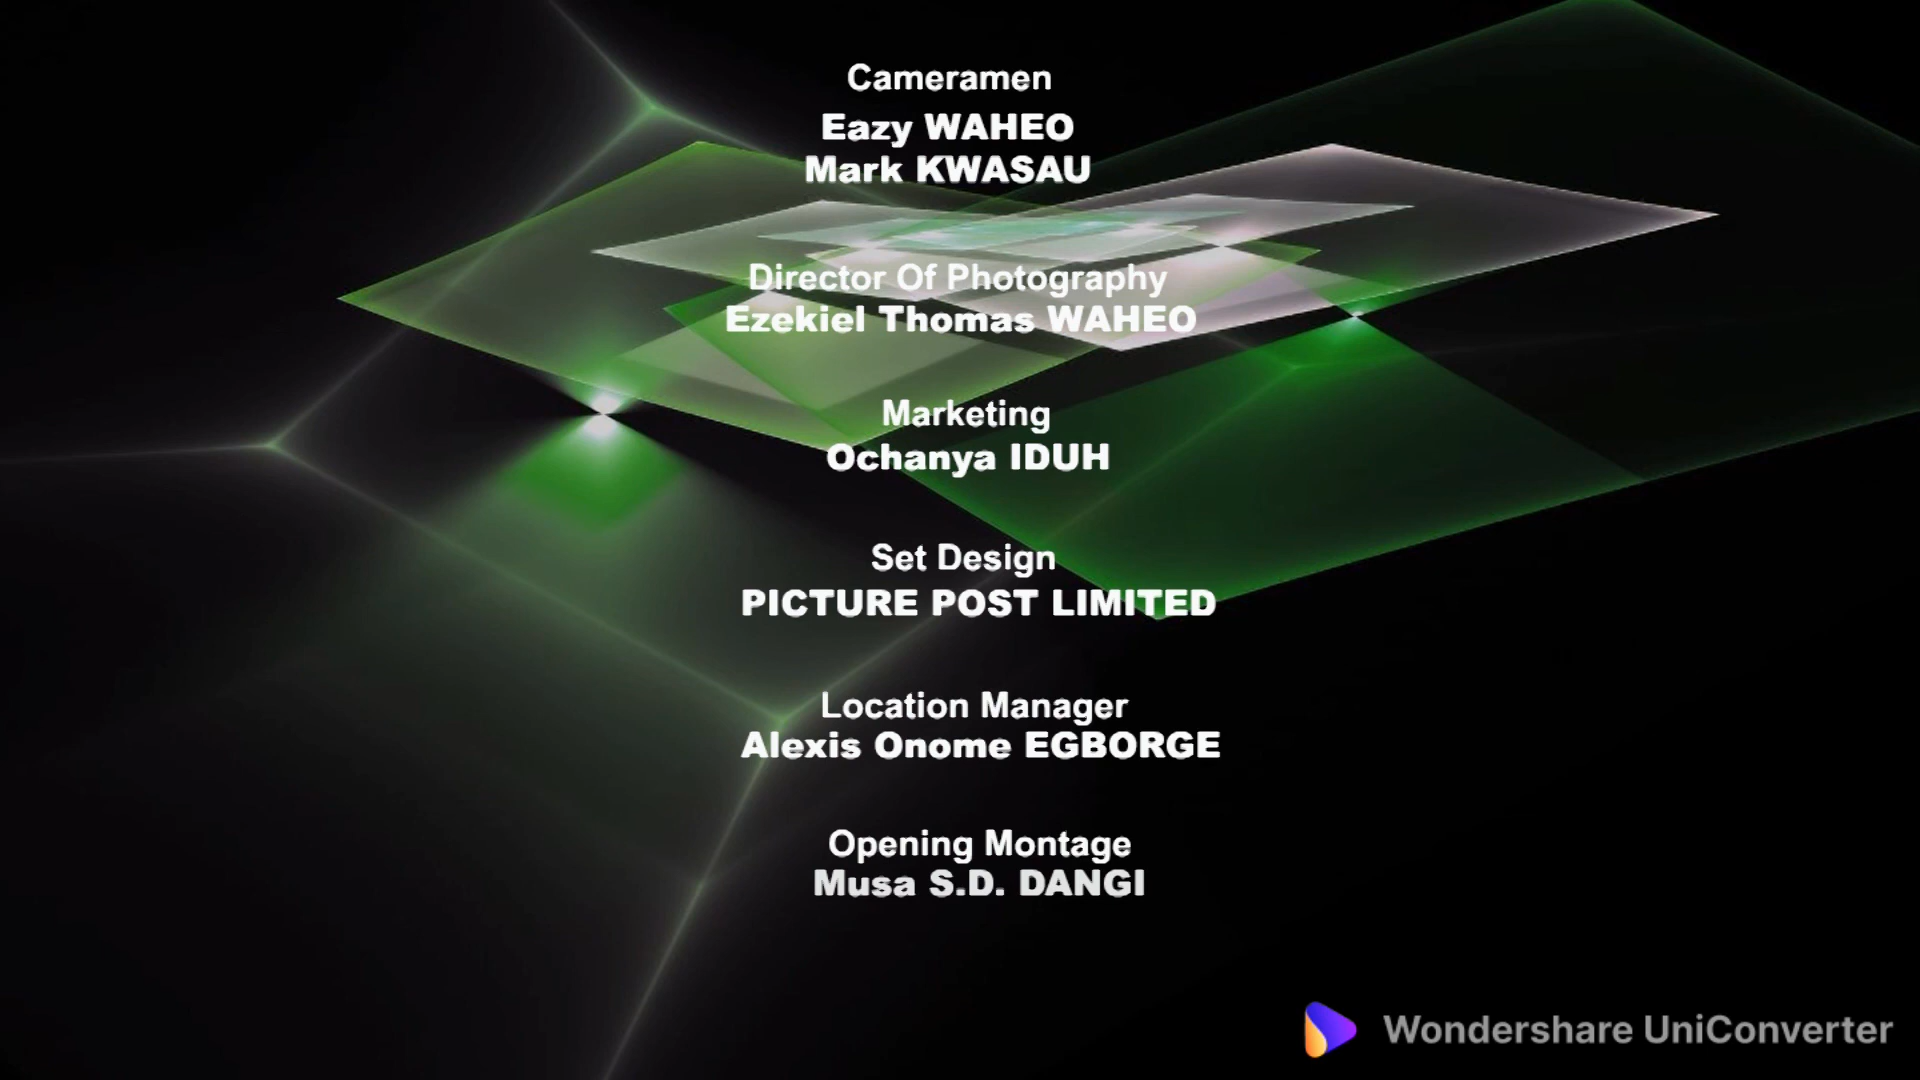 Cameramen
Eazy WAHEO
Mark KWASAU
Director Of Photography
Ezekiel Thomas WAHEO
Marketing
Ochanya IDUH
Set Design
PICTURE POST LIMITED
Location Manager
Alexis Onome EGBORGE
Opening Montage
Musa S.D. DANGI
Wondershare UniConverter